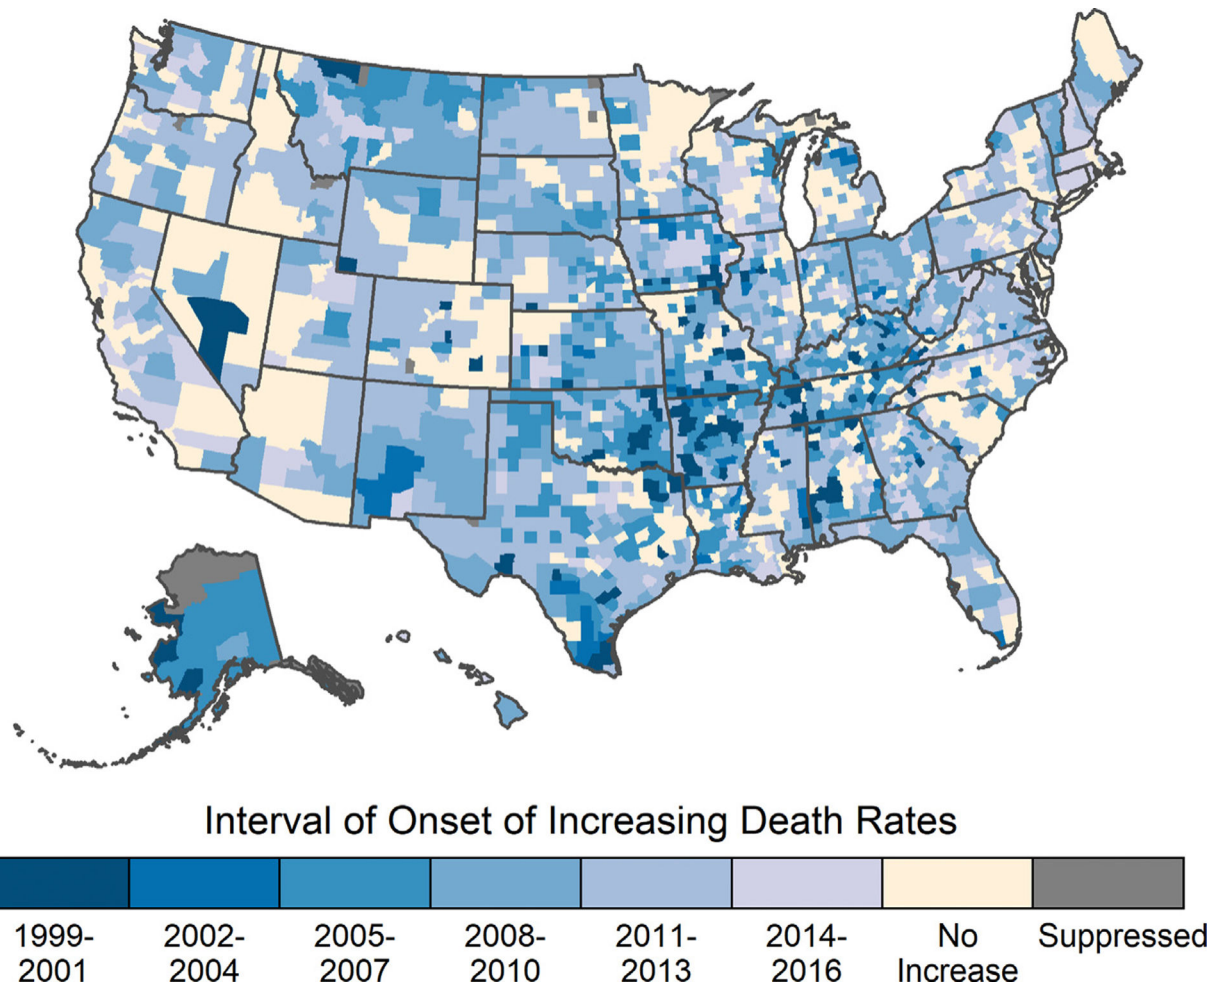 Interval of Onset of Increasing Death Rates
1999- 2002- 2005- 2008- 2011- 2014- No Suppressed
2001 2004 2007 2010 2013 2016 Increase